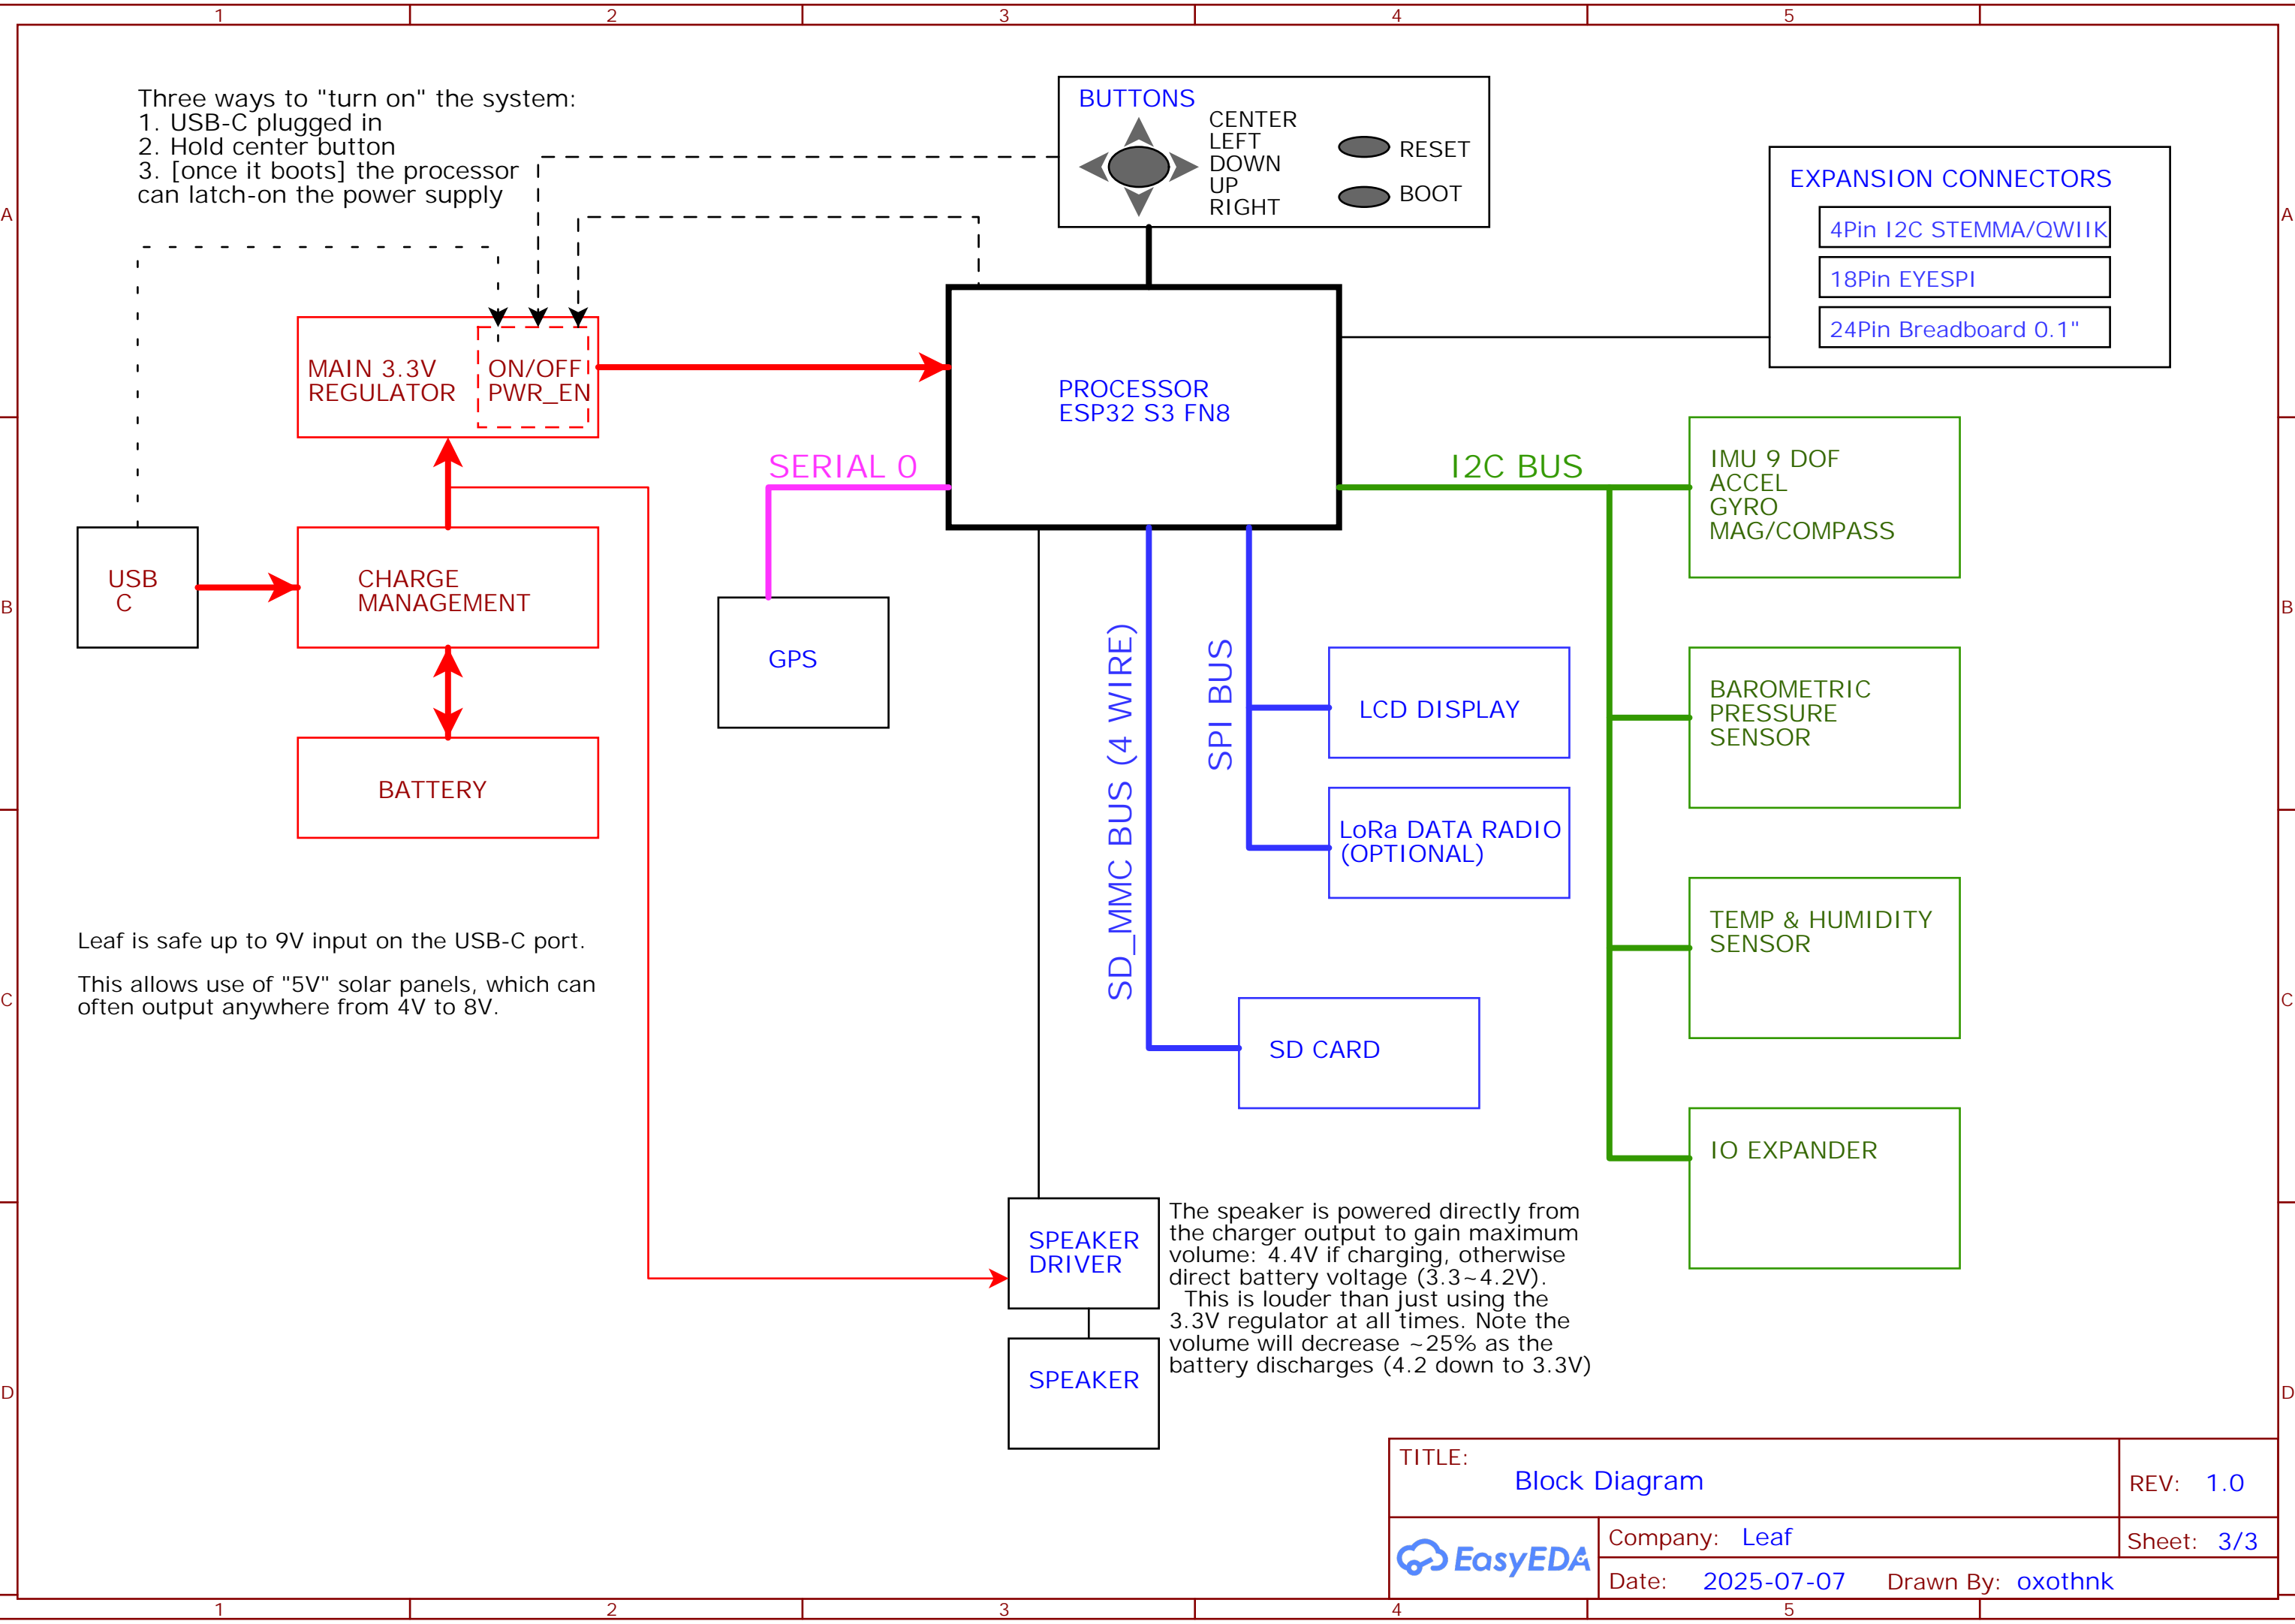 1
2
3
4
5
Three ways to "turn on" the system:
1. USB-C plugged in
2. Hold center button
3. [once it boots] the processor
can latch-on the power supply
BUTTONS
CENTER
LEFT
DOWN
UP
RIGHT
RESET
BOOT
EXPANSION CONNECTORS
4Pin I2C STEMMA/QWIIK
18Pin EYESPI
24Pin Breadboard 0.1"
A
A
MAIN 3.3V
REGULATOR
ON/OFF
PWR_EN
PROCESSOR
ESP32 S3 FN8
SERIAL 0
I2C BUS
IMU 9 DOF
ACCEL
GYRO
MAG/COMPASS
USB
C
CHARGE
MANAGEMENT
B
B
GPS
SD_MMC BUS (4 WIRE)
SPI BUS
LCD DISPLAY
BAROMETRIC
PRESSURE
SENSOR
BATTERY
LoRa DATA RADIO
(OPTIONAL)
TEMP & HUMIDITY
SENSOR
Leaf is safe up to 9V input on the USB-C port.
This allows use of "5V" solar panels, which can
often output anywhere from 4V to 8V.
C
C
SD CARD
IO EXPANDER
SPEAKER
DRIVER
The speaker is powered directly from
the charger output to gain maximum
volume: 4.4V if charging, otherwise
direct battery voltage (3.3~4.2V).
This is louder than just using the
3.3V regulator at all times. Note the
volume will decrease ~25% as the
battery discharges (4.2 down to 3.3V)
SPEAKER
D
D
TITLE:
Block Diagram
REV: 1.0
EasyEDA
Company: Leaf
Sheet: 3/3
Date: 2025-07-07 Drawn By: oxothnk
1
2
3
4
5